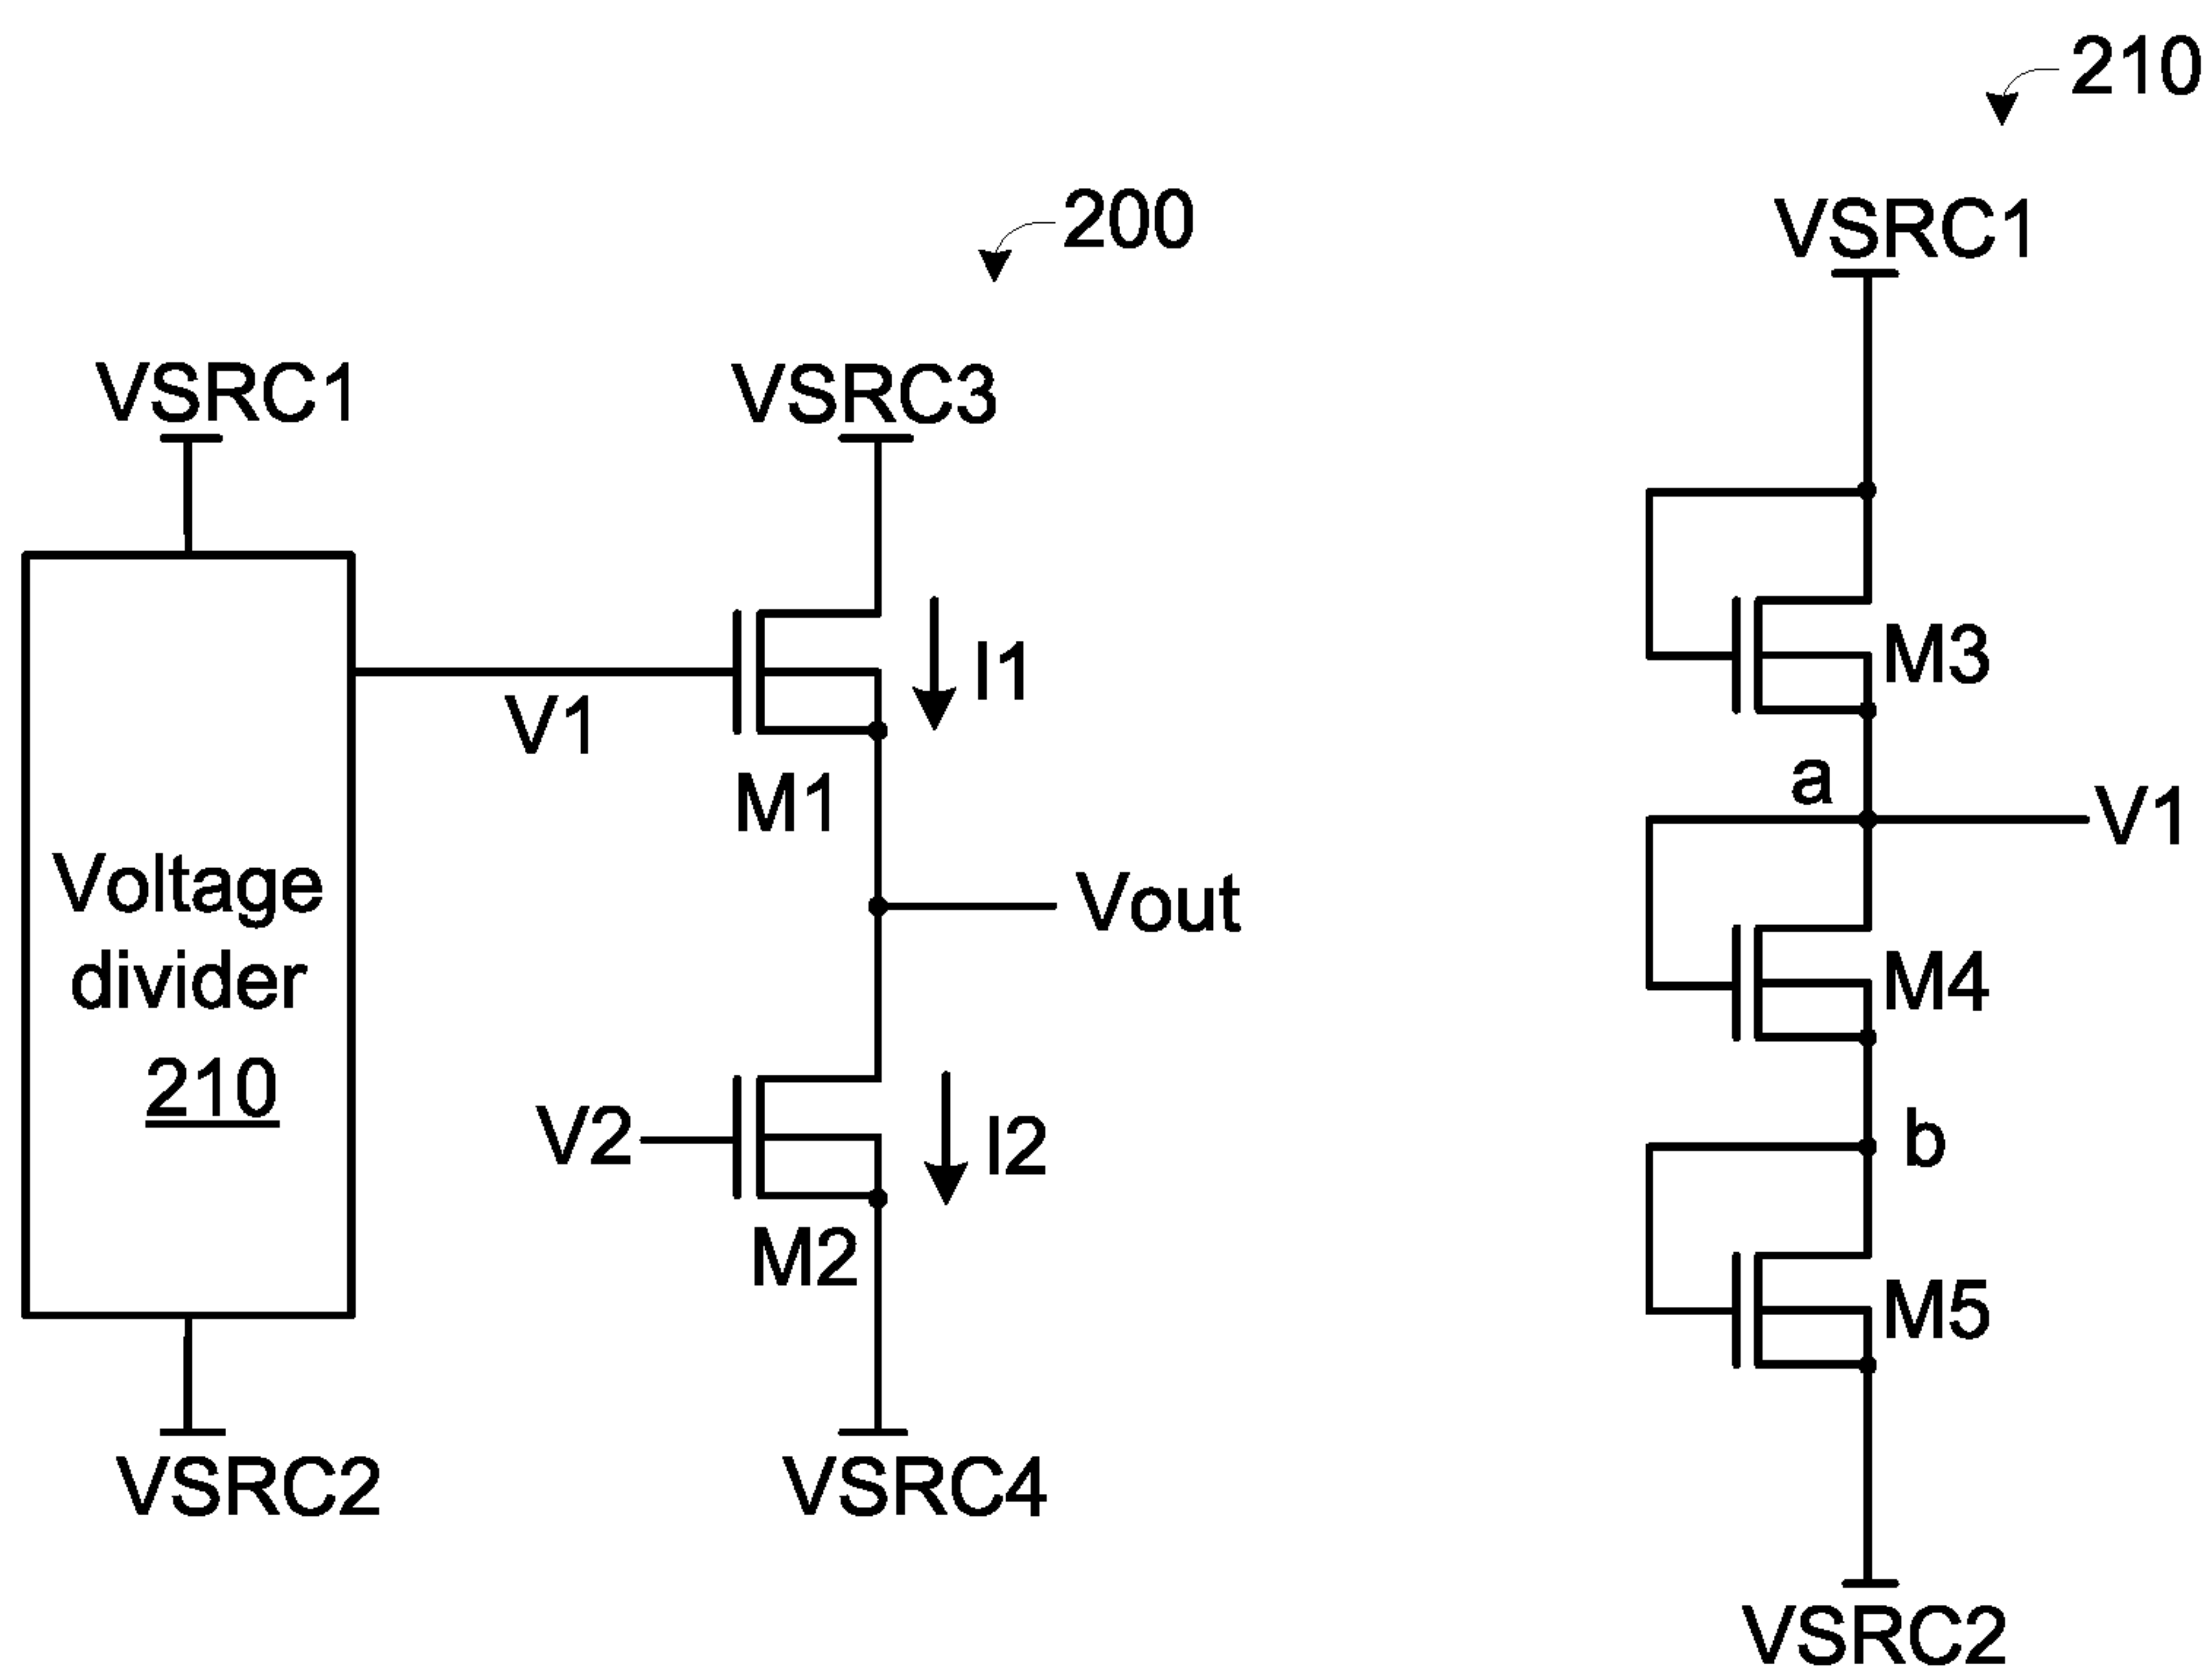 200
VSRC1
VSRC3
V1
I1
M1
Voltage
divider
210
Vout
V2
I2
M2
VSRC2
VSRC4
210
VSRC1
M3
a
V1
M4
b
M5
VSRC2